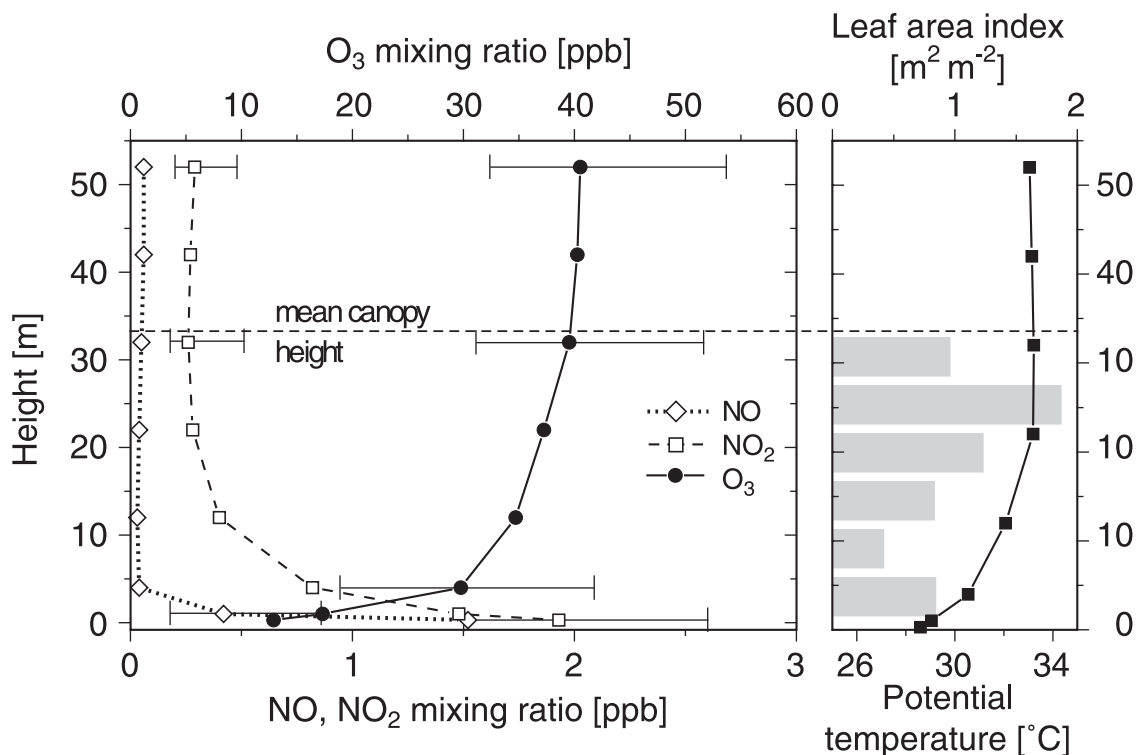 O3 mixing ratio [ppb]
0 10 20 30 40 50 60
Leaf area index
[m2 m-2]
0 1 2
Height [m]
50
40
30
20
10
0
mean canopy
height
NO
NO2
O3
50
40
10
10
10
0
0 1 2 3
NO, NO2 mixing ratio [ppb]
26 30 34
Potential
temperature [˚C]